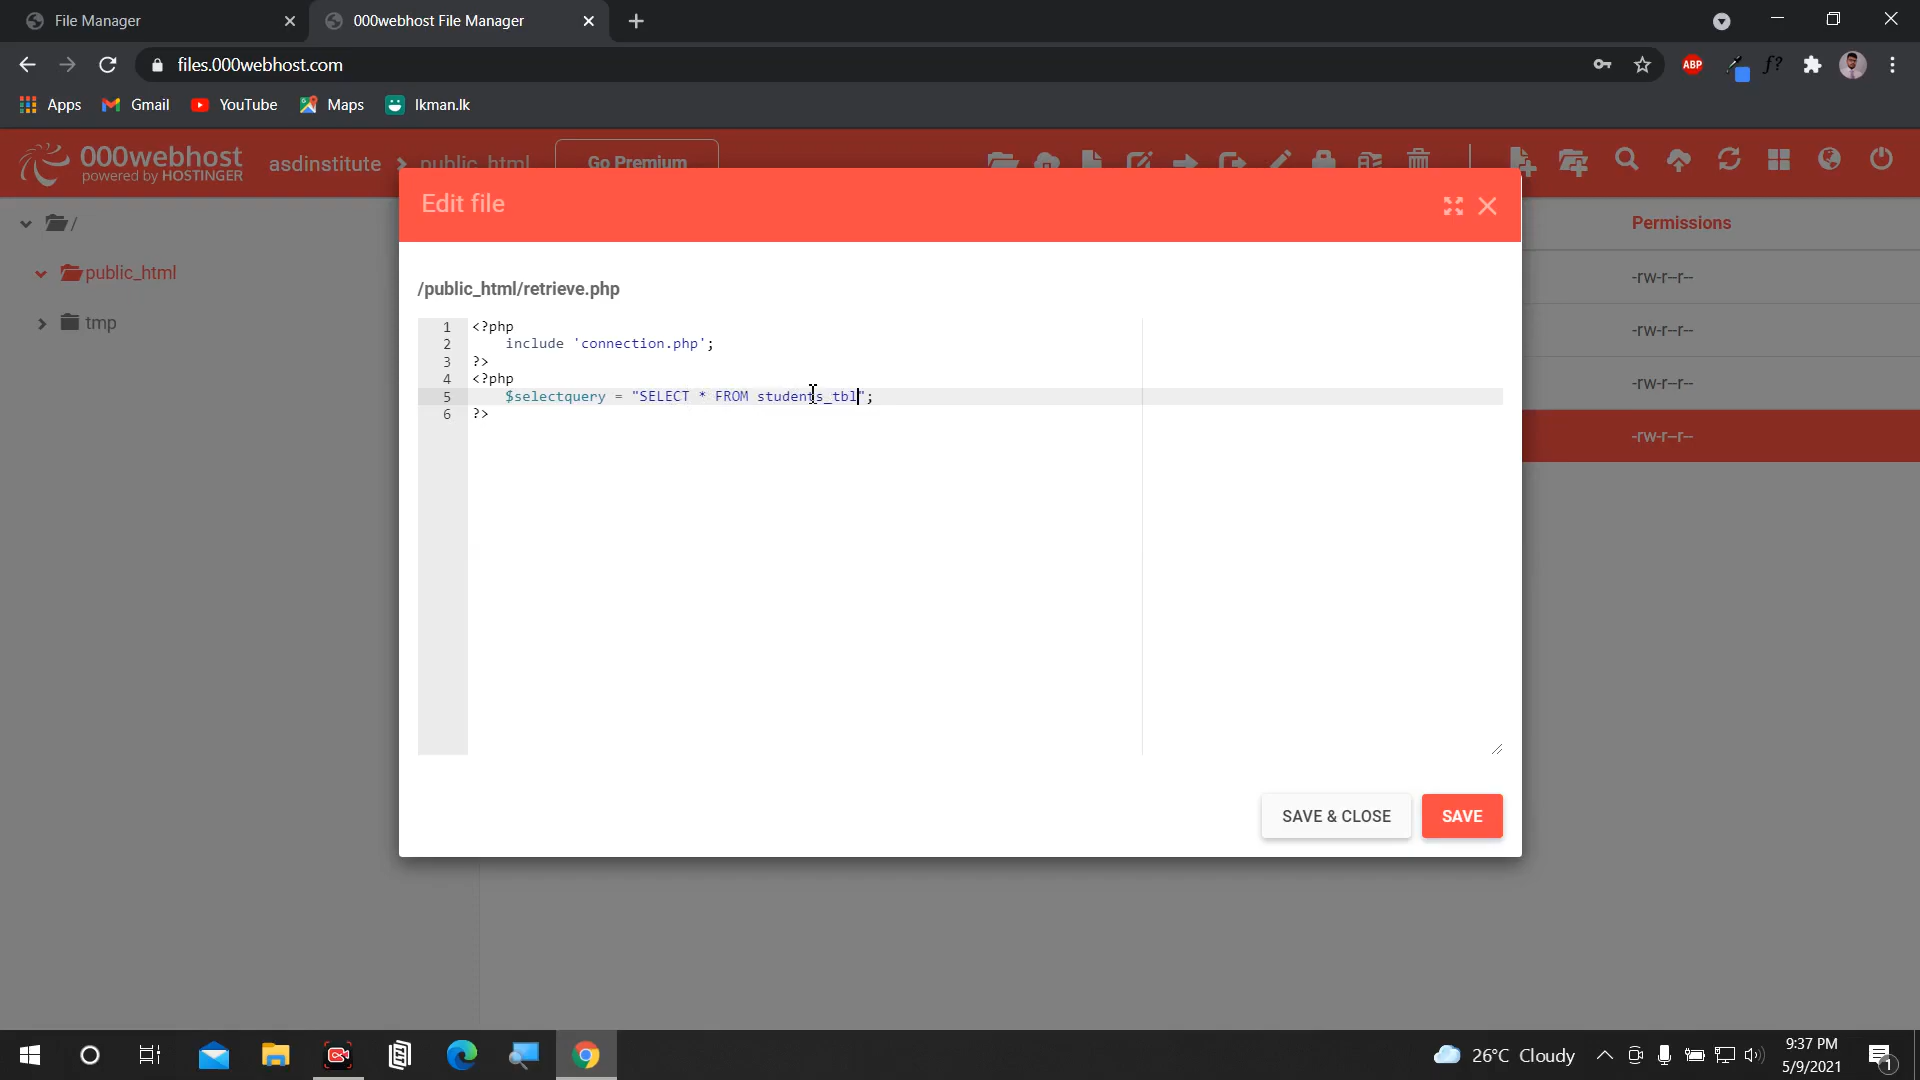 File Manager
000webhost File Manager
files.000webhost.com
ABP
f?
Apps
Gmail
YouTube
Maps
Ikman.lk
000webhost
powered by HOSTINGER
asdinstitute
public_html
Go Premium
Edit file
/
Permissions
public_html
-rw-r--r--
/public_html/retrieve.php
tmp
-rw-r--r--
1 <?php
2 include 'connection.php';
3 ?>
4 <?php
-rw-r--r--
5 $selectquery = "SELECT * FROM students_tbl";
6 ?>
-rw-r--r--
SAVE & CLOSE
SAVE
26°C Cloudy
9:37 PM
5/9/2021
1